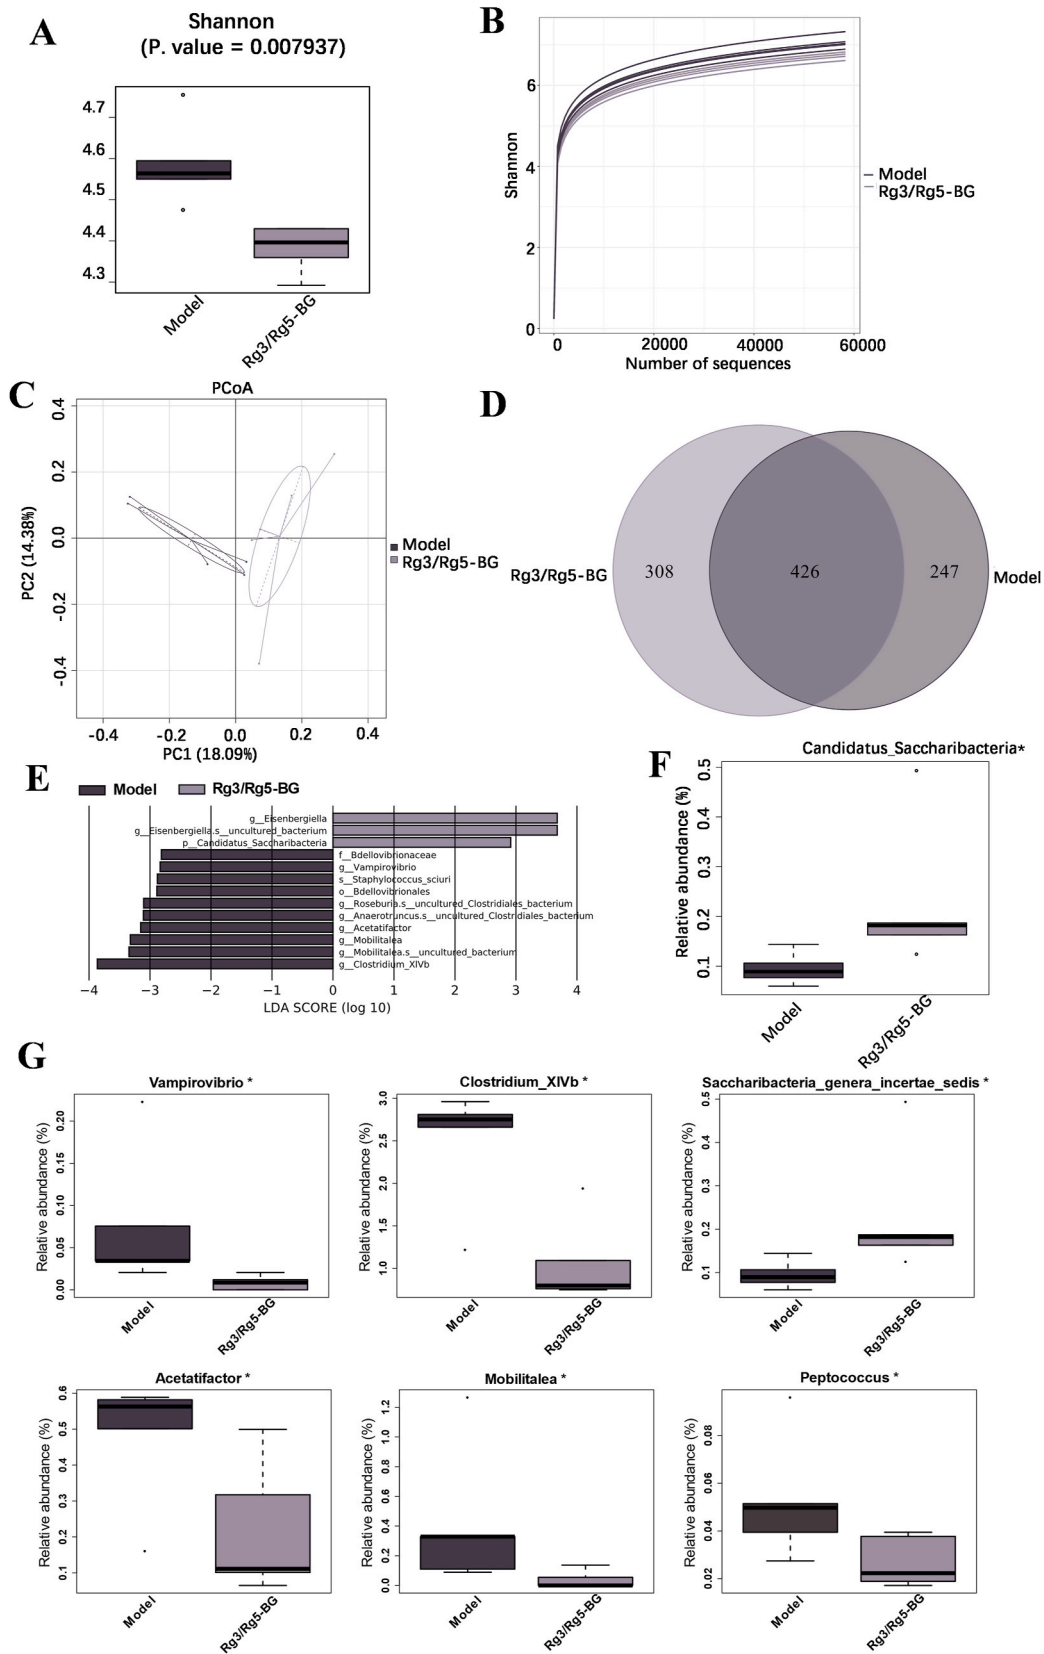 A
Shannon
(P. value = 0.007937)
4.7
4.6
4.5
4.4
4.3
Model
Rg3/Rg5-BG
B
Shannon
6
4
2
0
0 20000 40000 60000
Number of sequences
Model
Rg3/Rg5-BG
C
PCoA
PC2 (14.38%)
0.4
0.2
0.0
-0.2
-0.4
-0.4 -0.2 0.0 0.2 0.4
PC1 (18.09%)
Model
Rg3/Rg5-BG
D
Rg3/Rg5-BG 308 426 247 Model
E
Model Rg3/Rg5-BG
g__Eisenbergiella
g__Eisenbergiella.s__uncultured_bacterium
p__Candidatus_Saccharibacteria
f__Bdellovibrionaceae
g__Vampirovibrio
s__Staphylococcus_sciuri
o__Bdellovibrionales
g__Roseburia.s__uncultured_Clostridiales_bacterium
g__Anaerotruncus.s__uncultured_Clostridiales_bacterium
g__Acetatifactor
g__Mobilitalea
g__Mobilitalea.s__uncultured_bacterium
g__Clostridium_XIVb
−4 −3 −2 −1 0 1 2 3 4
LDA SCORE (log 10)
F
Candidatus_Saccharibacteria*
Relative abundance (%)
0.5
0.4
0.3
0.2
0.1
Model
Rg3/Rg5-BG
G
Vampirovibrio *
Relative abundance (%)
0.20
0.15
0.10
0.05
0.00
Model
Rg3/Rg5-BG
Clostridium_XIVb *
Relative abundance (%)
3.0
2.5
2.0
1.5
1.0
Model
Rg3/Rg5-BG
Saccharibacteria_genera_incertae_sedis *
Relative abundance (%)
0.5
0.4
0.3
0.2
0.1
Model
Rg3/Rg5-BG
Acetatifactor *
Relative abundance (%)
0.6
0.5
0.4
0.3
0.2
0.1
Model
Rg3/Rg5-BG
Mobilitalea *
Relative abundance (%)
1.2
1.0
0.8
0.6
0.4
0.2
0.0
Model
Rg3/Rg5-BG
Peptococcus *
Relative abundance (%)
0.08
0.06
0.04
0.02
Model
Rg3/Rg5-BG